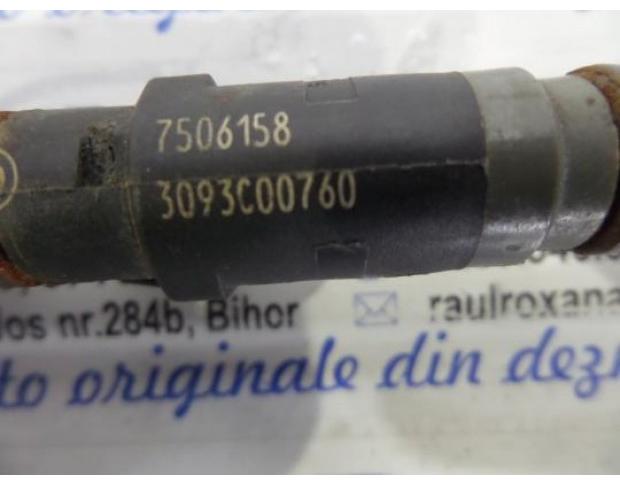 7506158
3093C00760
los nr.284b, Bihor raulroxana
to originale din dez